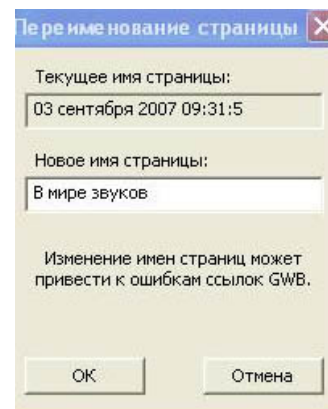 Переименование страницы
Текущее имя страницы:
03 сентября 2007 09:31:5
Новое имя страницы:
В мире звуков
Изменение имен страниц может
привести к ошибкам ссылок GWB.
ОК
Отмена